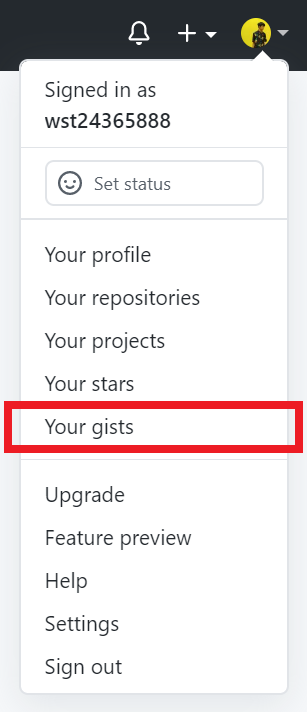 Signed in as
wst24365888
Set status
Your profile
Your repositories
Your projects
Your stars
Your gists
Upgrade
Feature preview
Help
Settings
Sign out